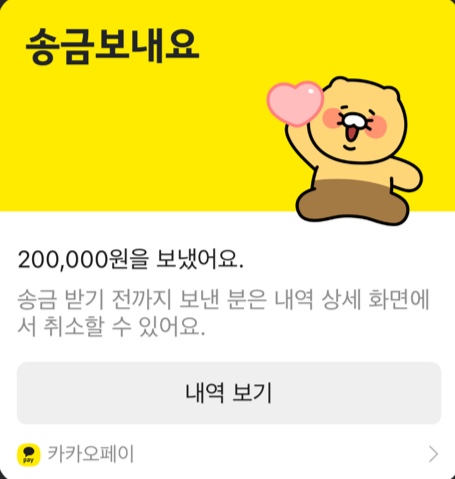 송금보내요
200,000원을 보냈어요.
송금 받기 전까지 보낸 분은 내역 상세 화면에
서 취소할 수 있어요.
내역 보기
pay 카카오페이